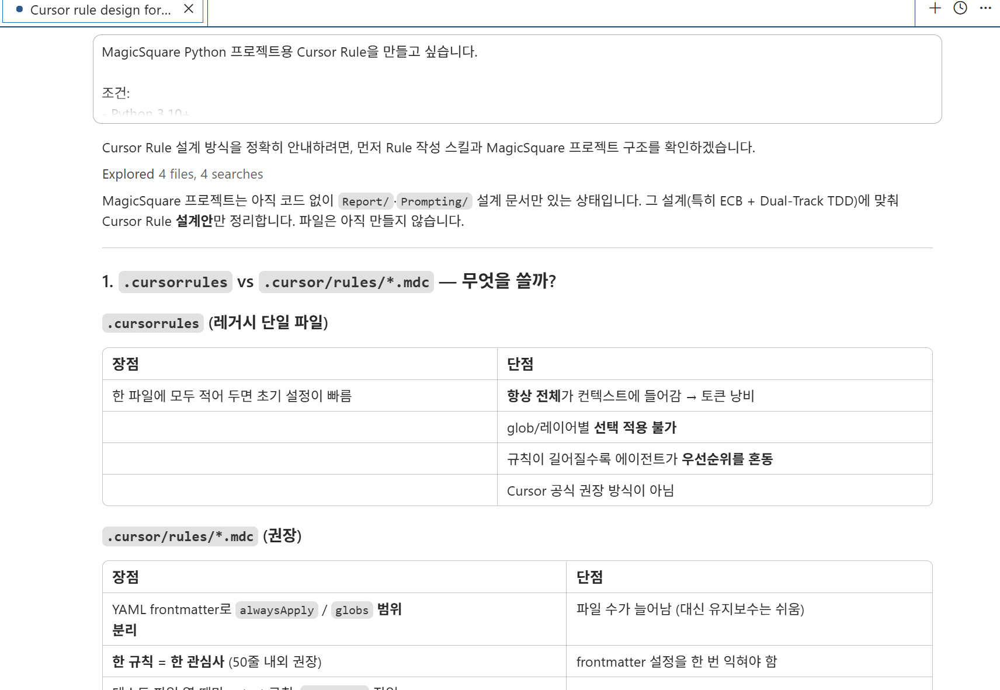 Cursor rule design for...
MagicSquare Python 프로젝트용 Cursor Rule을 만들고 싶습니다.
조건:
- Python 3.10+
Cursor Rule 설계 방식을 정확히 안내하려면, 먼저 Rule 작성 스킬과 MagicSquare 프로젝트 구조를 확인하겠습니다.
Explored 4 files, 4 searches
MagicSquare 프로젝트는 아직 코드 없이 Report/·Prompting/ 설계 문서만 있는 상태입니다. 그 설계(특히 ECB + Dual-Track TDD)에 맞춰
Cursor Rule 설계안만 정리합니다. 파일은 아직 만들지 않습니다.
1. .cursorrules vs .cursor/rules/*.mdc — 무엇을 쓸까?
.cursorrules (레거시 단일 파일)
장점 단점
한 파일에 모두 적어 두면 초기 설정이 빠름 항상 전체가 컨텍스트에 들어감 → 토큰 낭비
glob/레이어별 선택 적용 불가
규칙이 길어질수록 에이전트가 우선순위를 혼동
Cursor 공식 권장 방식이 아님
.cursor/rules/*.mdc (권장)
장점 단점
YAML frontmatter로 alwaysApply / globs 범위 파일 수가 늘어남 (대신 유지보수는 쉬움)
분리
한 규칙 = 한 관심사 (50줄 내외 권장) frontmatter 설정을 한 번 익혀야 함